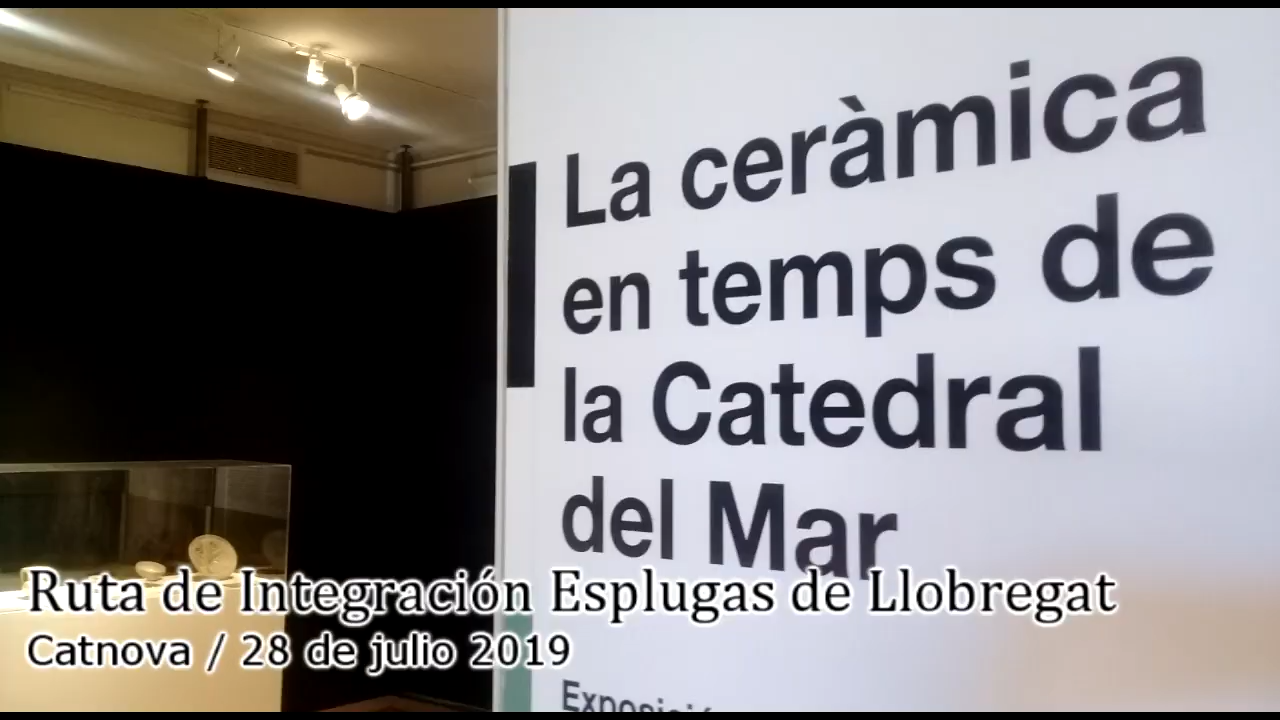 La ceràmica
en temps de
la Catedral
del Mar
Ruta de Integración Esplugas de Llobregat
Catnova / 28 de julio 2019
Exposició